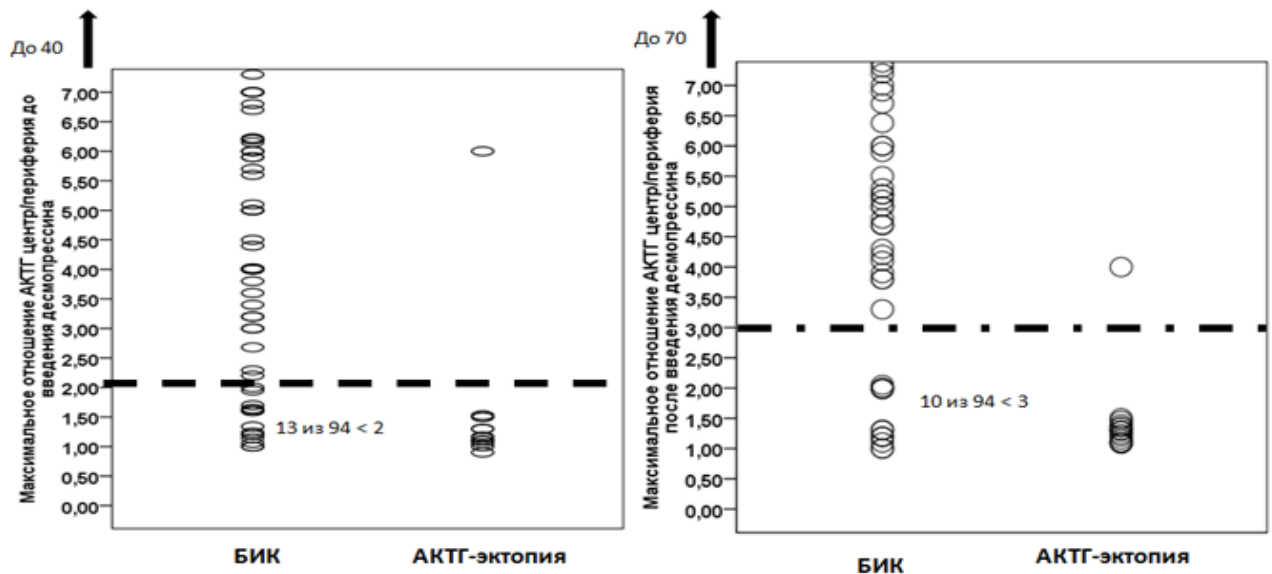 До 40
Максимальное отношение АКТГ центр/периферия до
введения десмопрессина
7,00
6,50
6,00
5,50
5,00
4,50
4,00
3,50
3,00
2,50
2,00
1,50
1,00
0,50
0,00
13 из 94 < 2
БИК
АКТГ-эктопия
До 70
Максимальное отношение АКТГ центр/периферия
после введения десмопрессина
7,00
6,50
6,00
5,50
5,00
4,50
4,00
3,50
3,00
2,50
2,00
1,50
1,00
0,50
0,00
10 из 94 < 3
БИК
АКТГ-эктопия